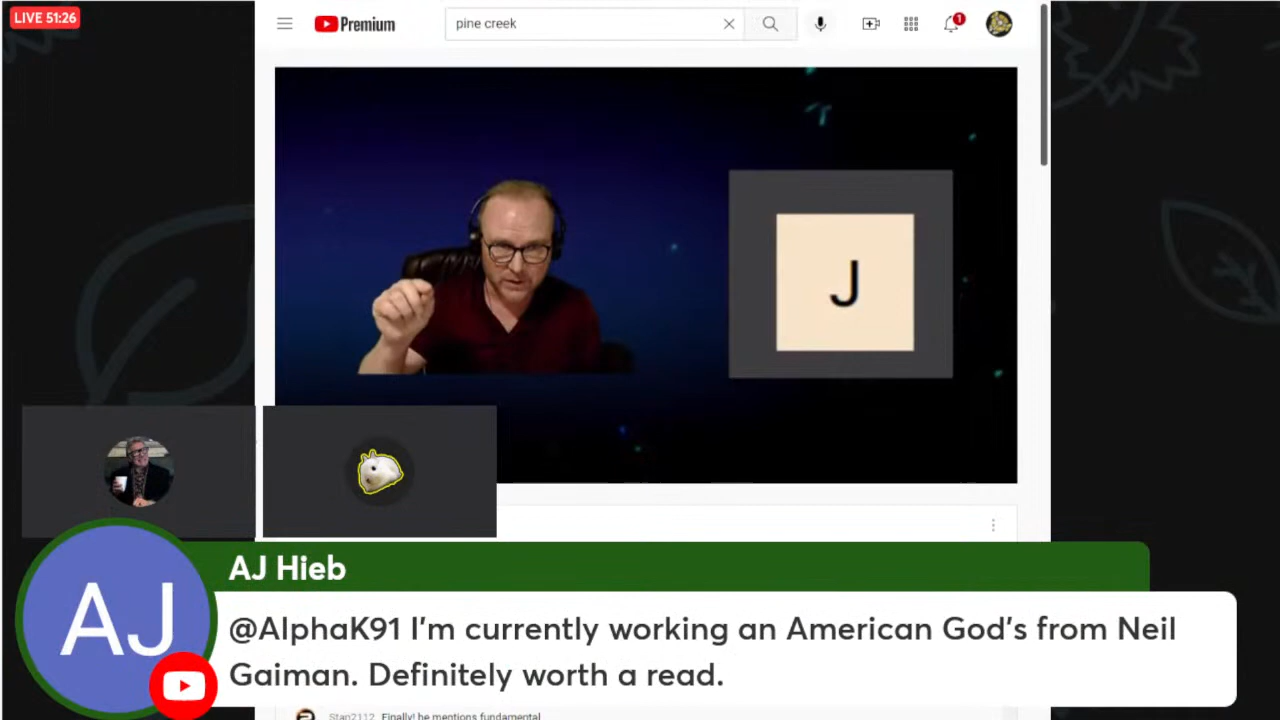 LIVE 51:26
Premium
pine creek
1
J
AJ Hieb
AJ
@AlphaK91 I'm currently working an American God's from Neil
Gaiman. Definitely worth a read.
Stap2112 Finally! he mentions fundamental